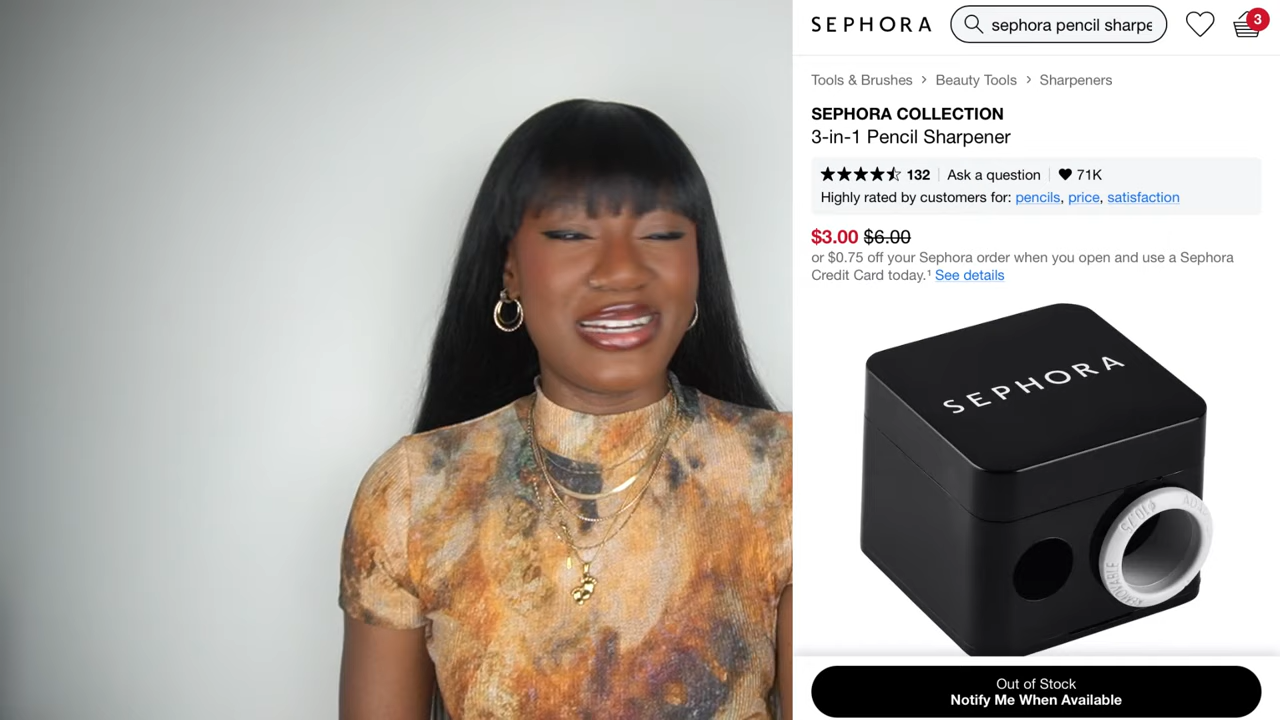 SEPHORA
sephora pencil sharpe
3
Tools & Brushes > Beauty Tools > Sharpeners
SEPHORA COLLECTION
3-in-1 Pencil Sharpener
132 Ask a question 71K
Highly rated by customers for: pencils, price, satisfaction
$3.00 $6.00
or $0.75 off your Sephora order when you open and use a Sephora
Credit Card today.¹ See details
SEPHORA
Out of Stock
Notify Me When Available